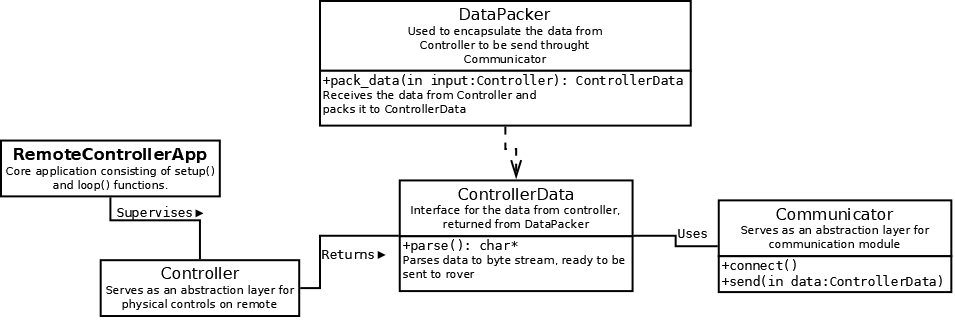 DataPacker
Used to encapsulate the data from
Controller to be send throught
Communicator
+pack_data(in input:Controller): ControllerData
Receives the data from Controller and
packs it to ControllerData
RemoteControllerApp
Core application consisting of setup()
and loop() functions.
Supervises►
Controller
Serves as an abstraction layer for
physical controls on remote
Returns►
ControllerData
Interface for the data from controller,
returned from DataPacker
+parse(): char*
Parses data to byte stream, ready to be
sent to rover
Uses
Communicator
Serves as an abstraction layer for
communication module
+connect()
+send(in data:ControllerData)